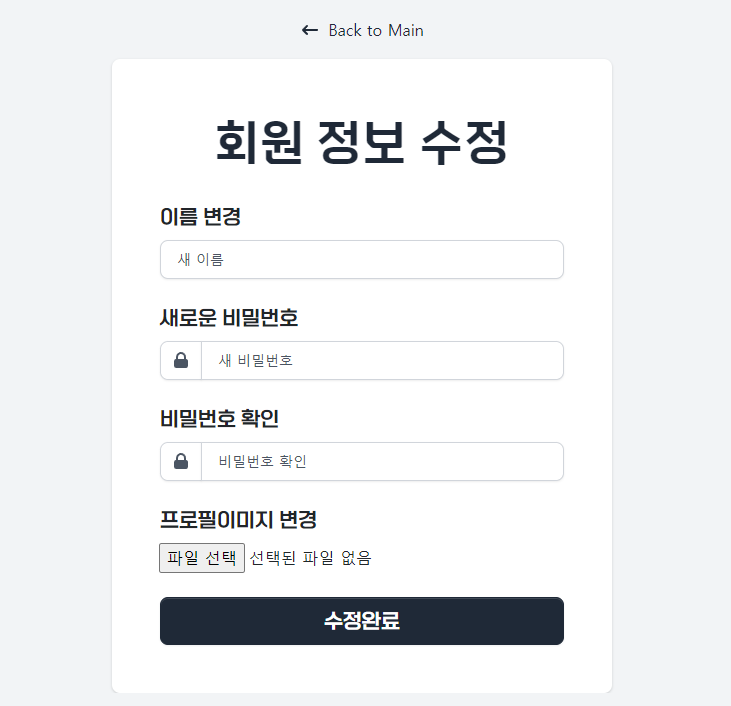 Back to Main
회원 정보 수정
이름 변경
새 이름
새로운 비밀번호
새 비밀번호
비밀번호 확인
비밀번호 확인
프로필이미지 변경
파일 선택 선택된 파일 없음
수정완료